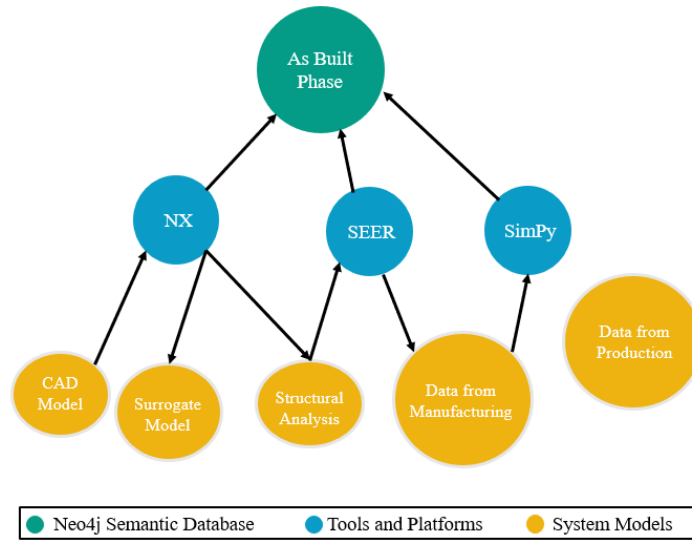 As Built
Phase
NX
SEER
SimPy
Data from
Production
CAD
Model
Surrogate
Model
Structural
Analysis
Data from
Manufacturing
Neo4j Semantic Database
Tools and Platforms
System Models